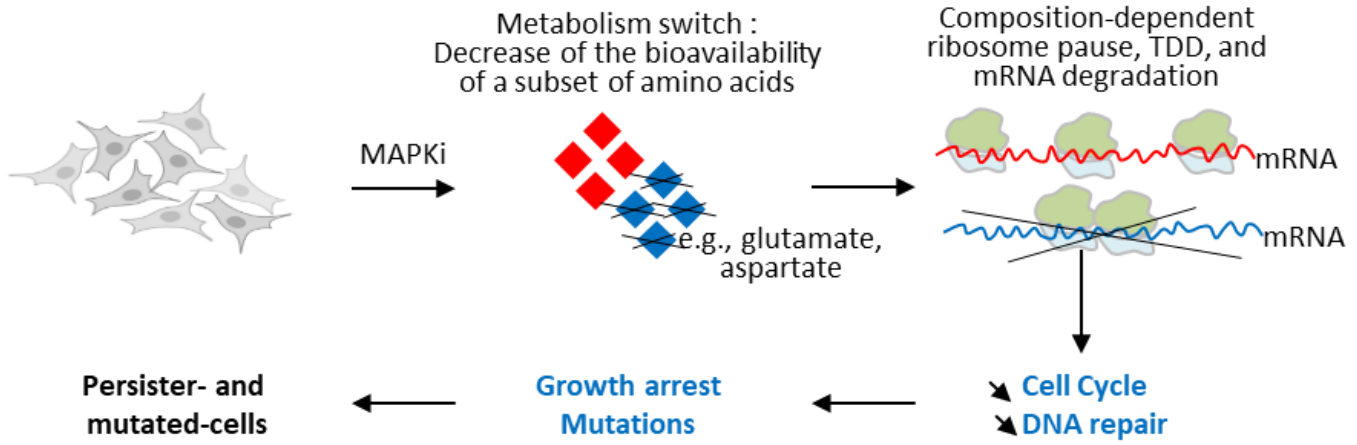 Metabolism switch :
Decrease of the bioavailability
of a subset of amino acids
Composition-dependent
ribosome pause, TDD, and
mRNA degradation
MAPKi
mRNA
e.g., glutamate,
aspartate
mRNA
Persister- and
mutated-cells
Growth arrest
Mutations
Cell Cycle
DNA repair